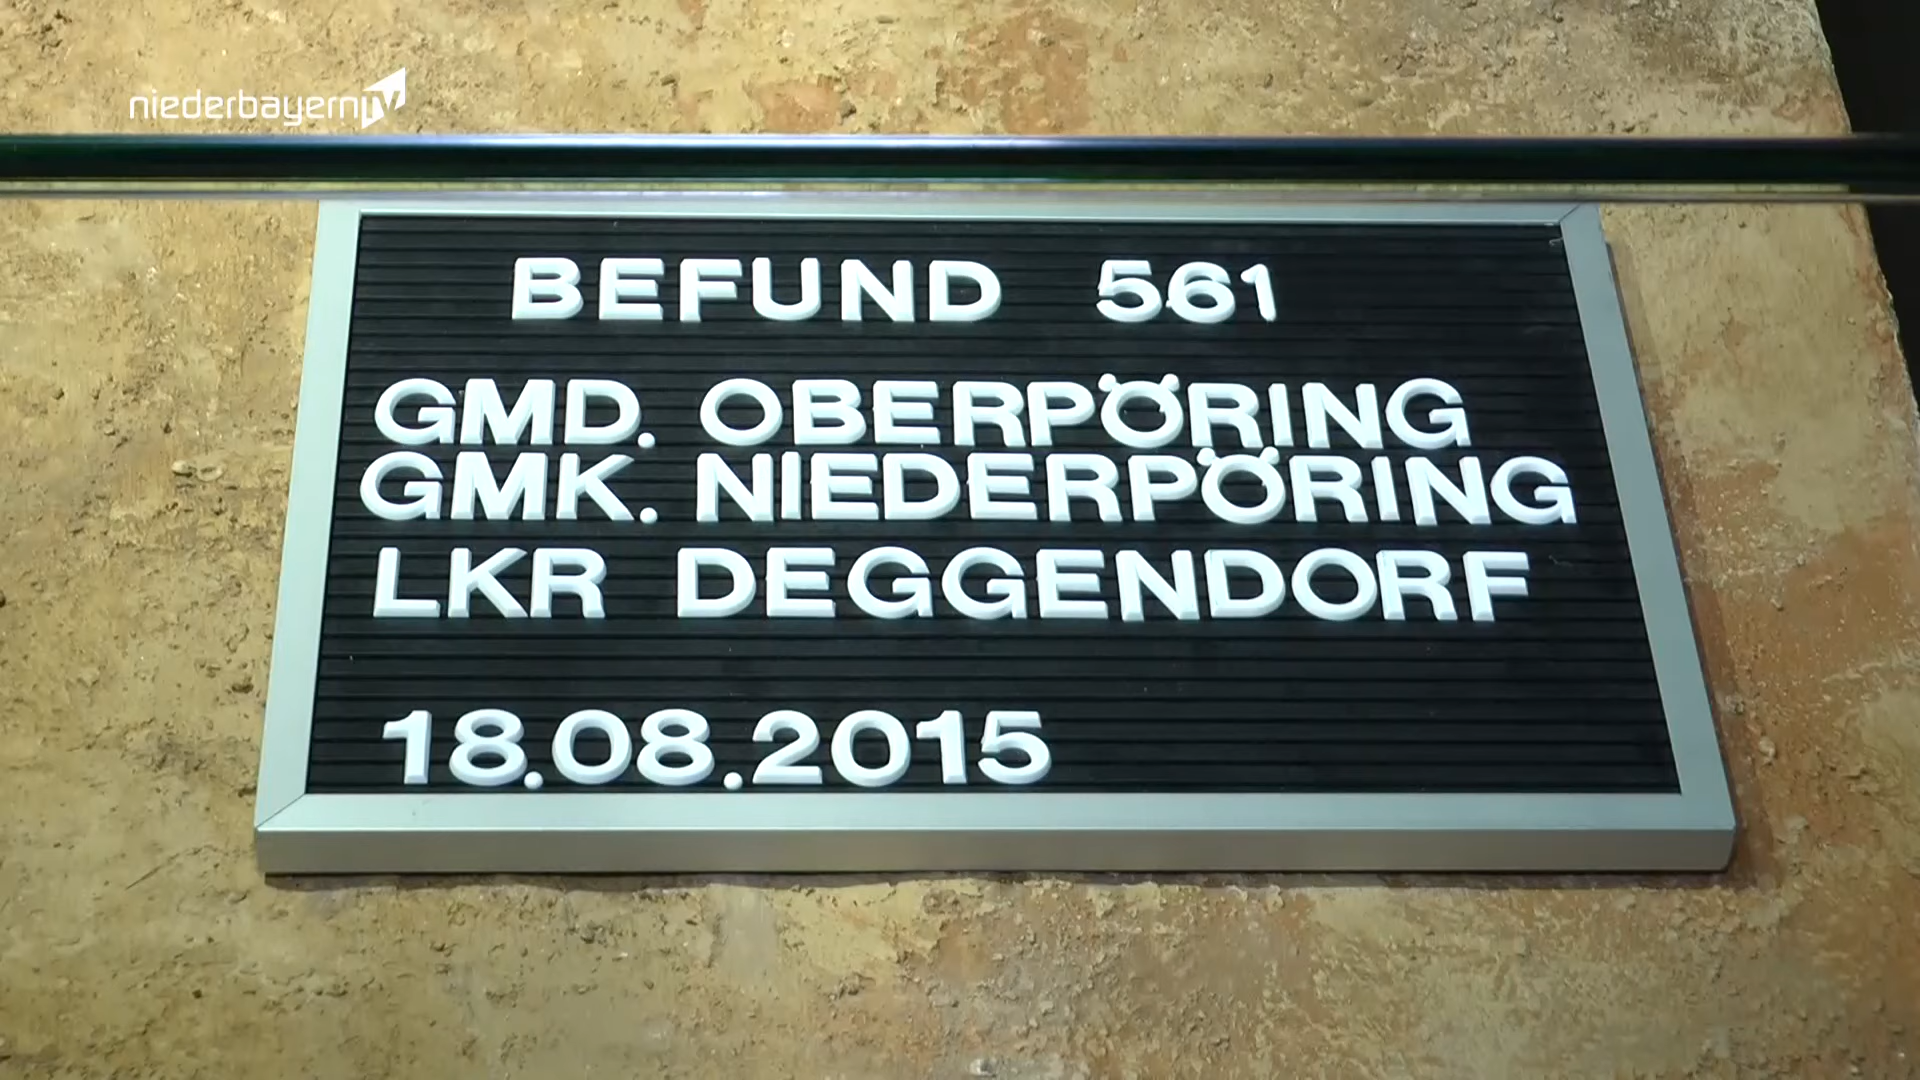 niederbayernTV
BEFUND 561
GMD. OBERPÖRING
GMK. NIEDERPÖRING
LKR DEGGENDORF
18.08.2015